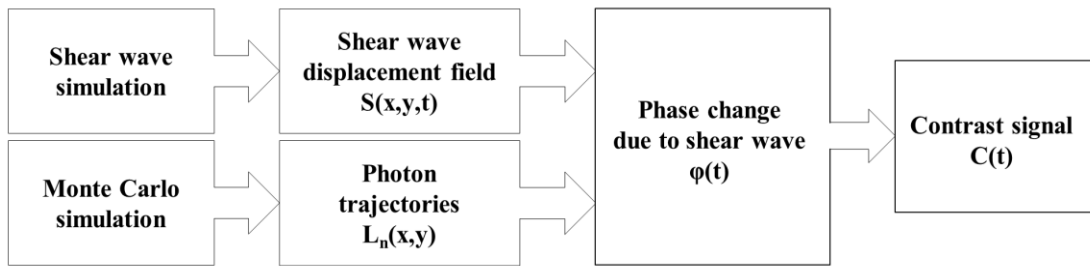 Shear wave
simulation
Shear wave
displacement field
S(x,y,t)
Monte Carlo
simulation
Photon
trajectories
Lₙ(x,y)
Phase change
due to shear wave
φ(t)
Contrast signal
C(t)